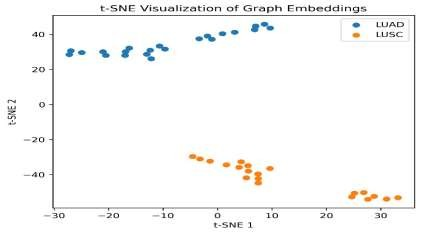 t-SNE Visualization of Graph Embeddings
LUAD
LUSC
40
20
0
−20
−40
t-SNE 2
−30
−20
−10
0
10
20
30
t-SNE 1